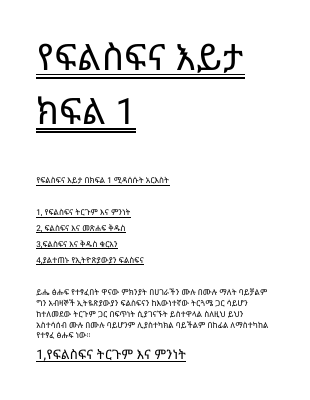 የፍልስፍና እይታ
ክፍል 1
የፍልስፍና እይታ በክፍል 1 ሚዳሰሱት አርእስት
1, የፍልስፍና ትርጉም እና ምንነት
2, ፍልስፍና እና መጽሐፍ ቅዱስ
3,ፍልስፍና እና ቅዱስ ቁርአን
4,ያልተጠኑ የኢትዮጵያውያን ፍልስፍና
ይሔ ፅሑፍ የተፃፈበት ዋናው ምክንያት በሀገራችን ሙሉ በሙሉ ማለት ባይቻልም
ግን አብዛኞች ኢትዬጵያውያን ፍልስፍናን ከእውነተኛው ትርጓሜ ጋር ሳይሆን
ከተለመደው ትርጉም ጋር በፍጥነት ሲያገናኙት ይስተዋላል ስለዚህ ይህን
አስተሳሰብ ሙሉ በሙሉ ባይሆንም ሊያስተካክል ባይችልም በከፊል ለማስተካከል
የተፃፈ ፅሑፍ ነው።
1,የፍልስፍና ትርጉም እና ምንነት